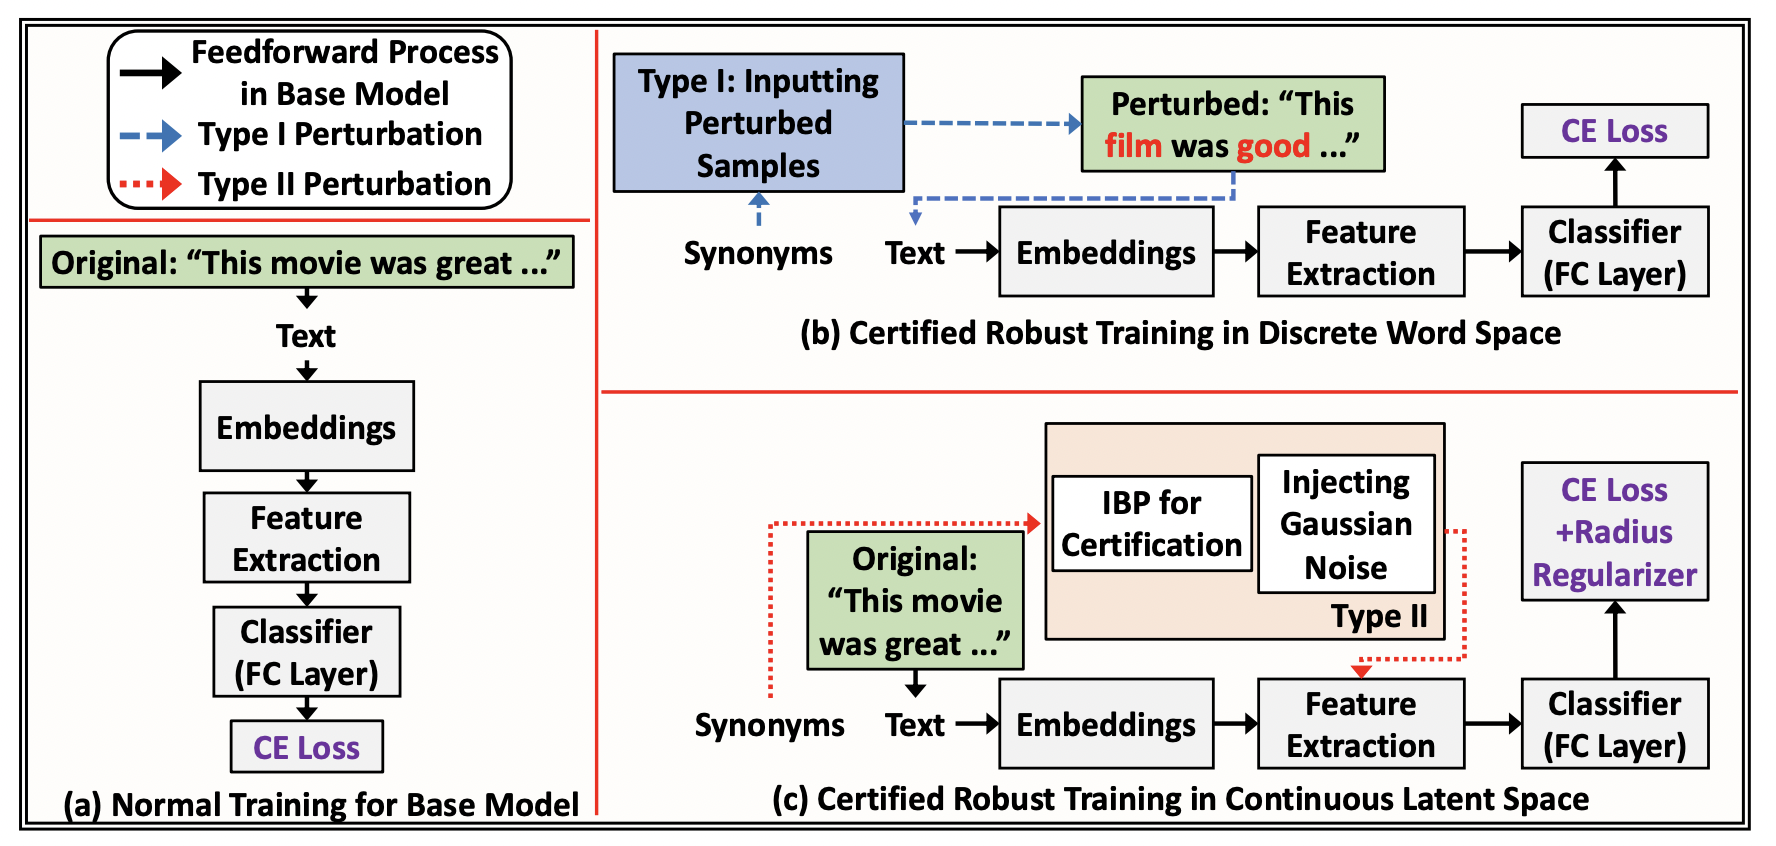 Feedforward Process
in Base Model
Type I Perturbation
Type II Perturbation
Original: “This movie was great ...”
Text
Embeddings
Feature
Extraction
Classifier
(FC Layer)
CE Loss
(a) Normal Training for Base Model
Type I: Inputting
Perturbed
Samples
Perturbed: “This
film was good ...”
CE Loss
Synonyms
Text
Embeddings
Feature
Extraction
Classifier
(FC Layer)
(b) Certified Robust Training in Discrete Word Space
IBP for
Certification
Injecting
Gaussian
Noise
Type II
CE Loss
+Radius
Regularizer
Original:
“This movie
was great ...”
Synonyms
Text
Embeddings
Feature
Extraction
Classifier
(FC Layer)
(c) Certified Robust Training in Continuous Latent Space